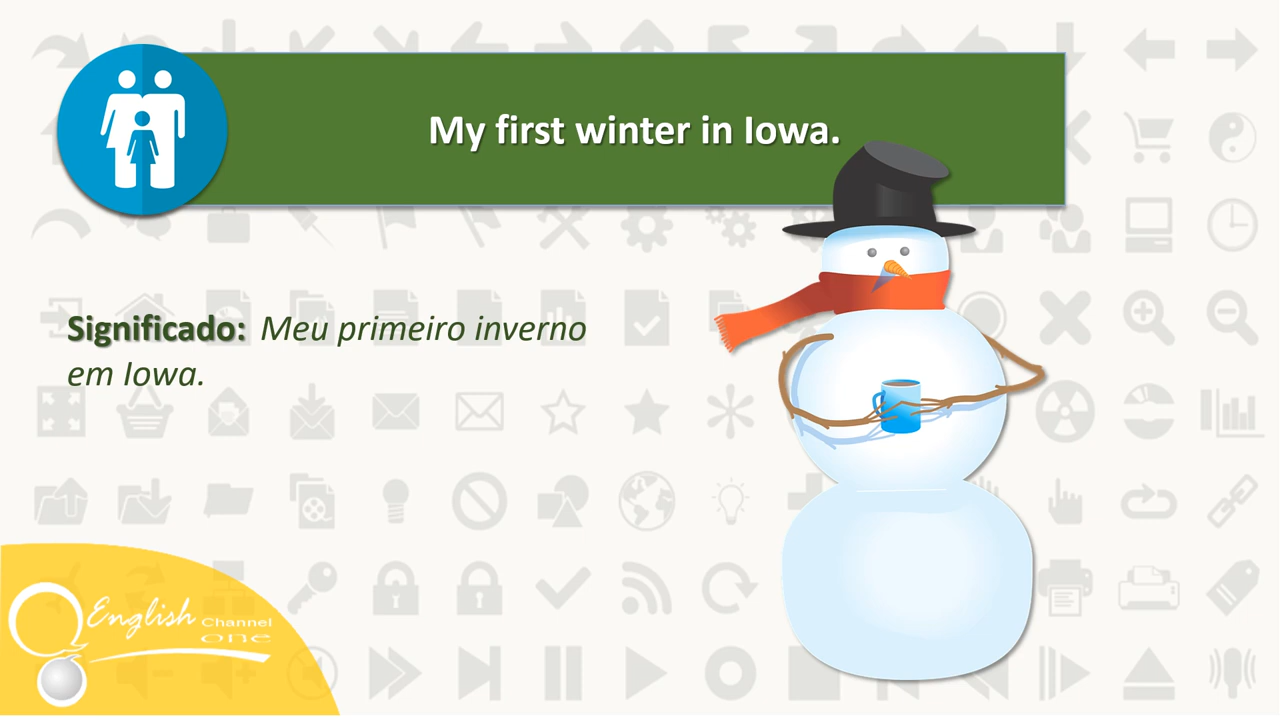 My first winter in Iowa.
Significado: Meu primeiro inverno
em Iowa.
English Channel
one